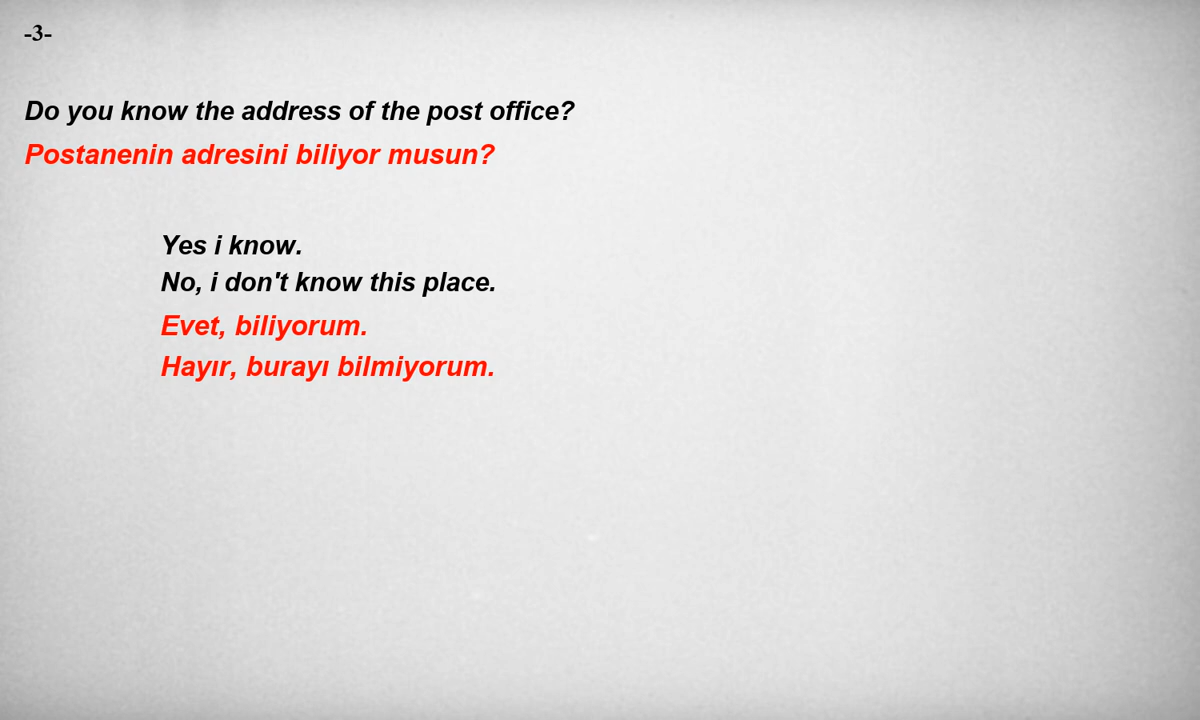 -3-
Do you know the address of the post office?
Postanenin adresini biliyor musun?
Yes i know.
No, i don't know this place.
Evet, biliyorum.
Hayır, burayı bilmiyorum.